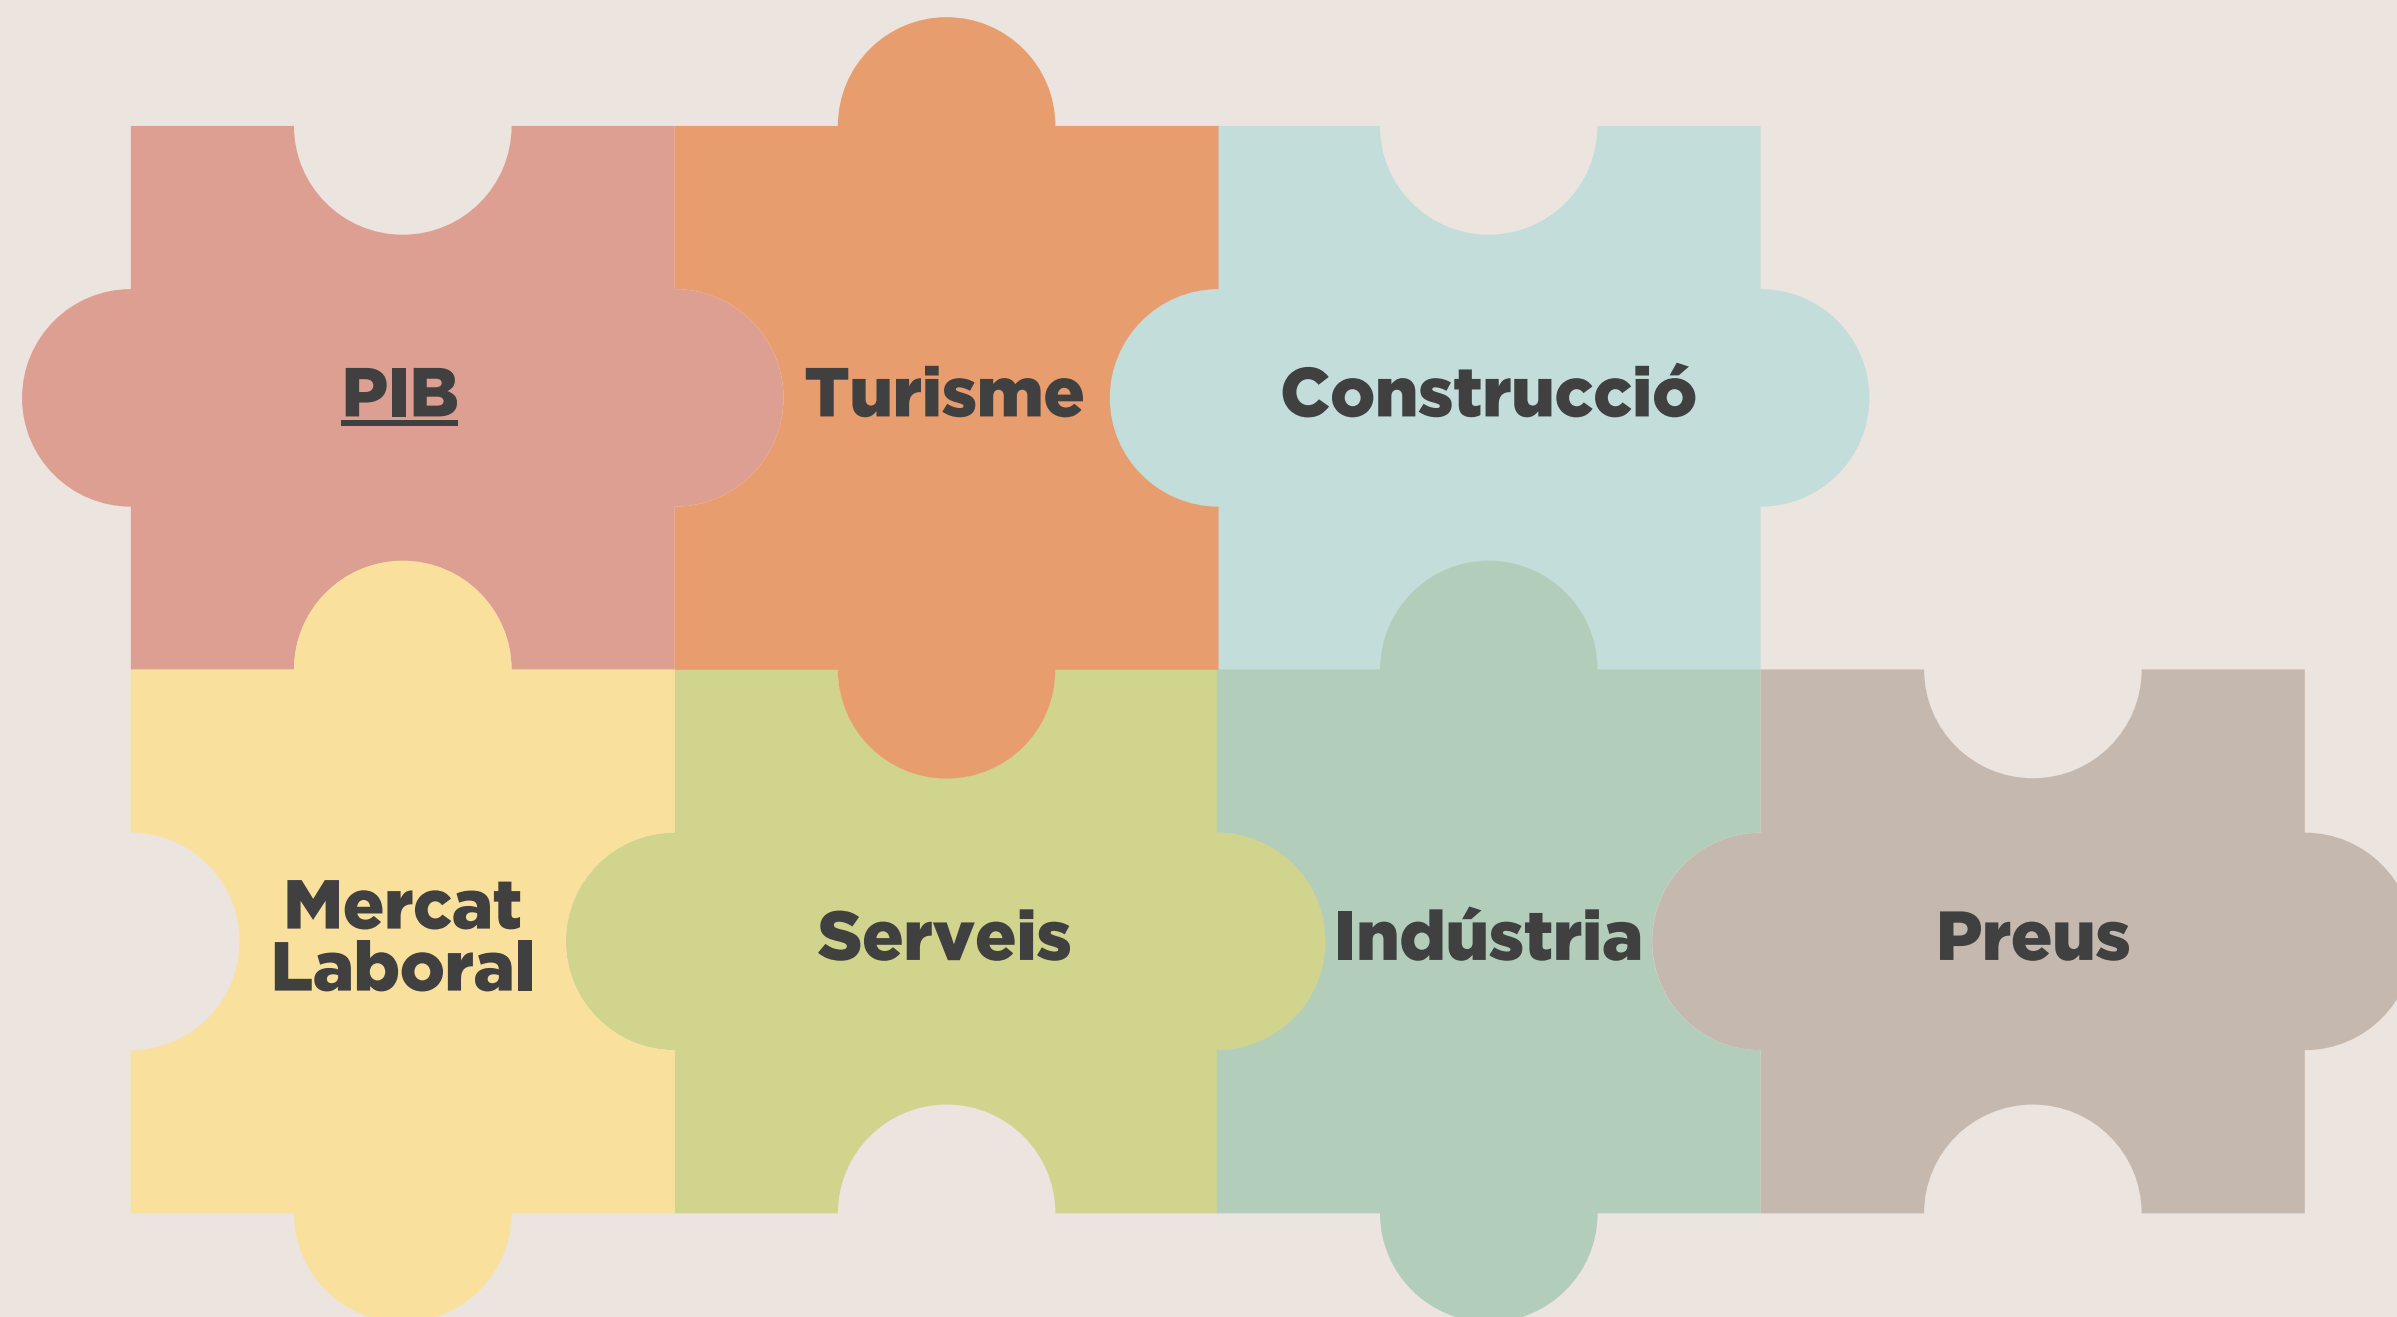 PIB
Turisme
Construcció
Mercat
Laboral
Serveis
Indústria
Preus